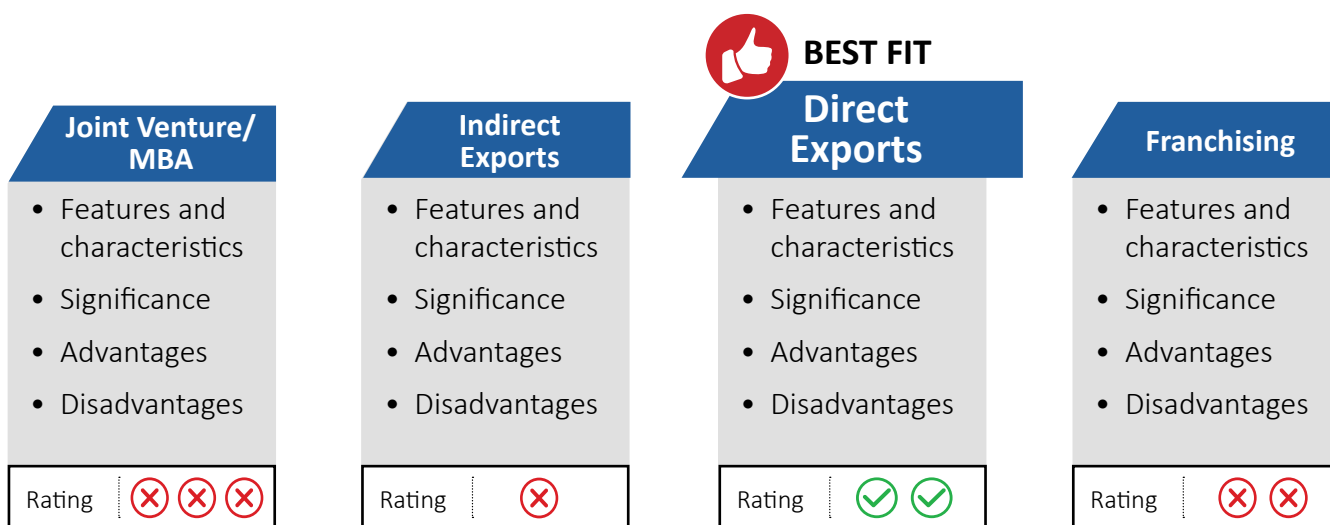 BEST FIT
Joint Venture/
MBA
• Features and
characteristics
• Significance
• Advantages
• Disadvantages
Rating
Indirect
Exports
• Features and
characteristics
• Significance
• Advantages
• Disadvantages
Rating
Direct
Exports
• Features and
characteristics
• Significance
• Advantages
• Disadvantages
Rating
Franchising
• Features and
characteristics
• Significance
• Advantages
• Disadvantages
Rating